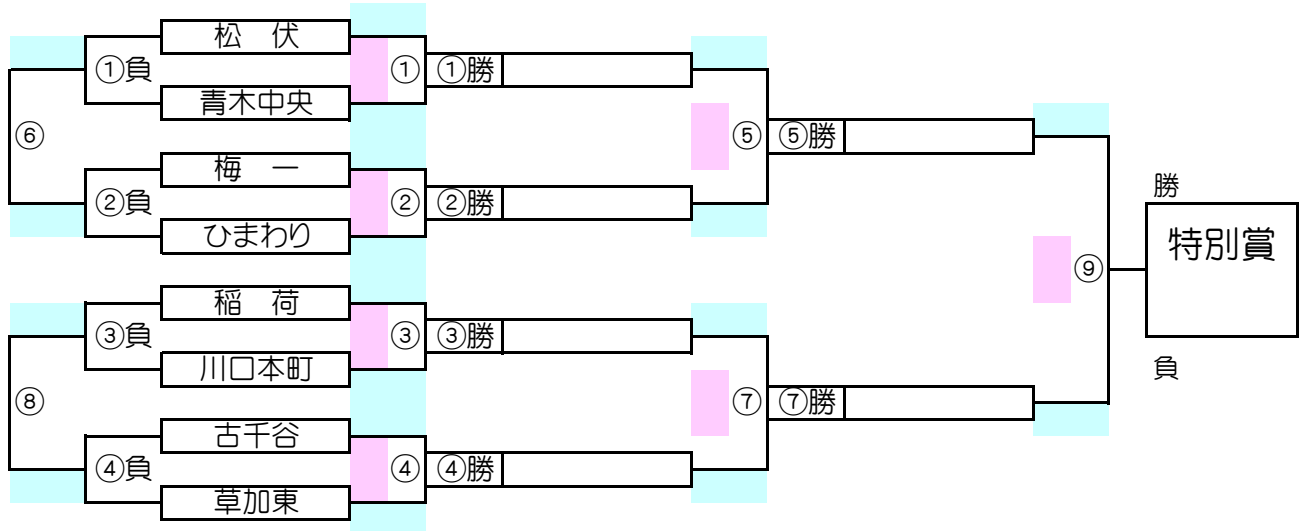 松　伏
①負
①
①勝
青木中央
⑥
⑤
⑤勝
梅　一
②負
②
②勝
ひまわり
勝
特別賞
⑨
稲　荷
③負
③
③勝
川口本町
負
⑧
⑦
⑦勝
古千谷
④負
④
④勝
草加東